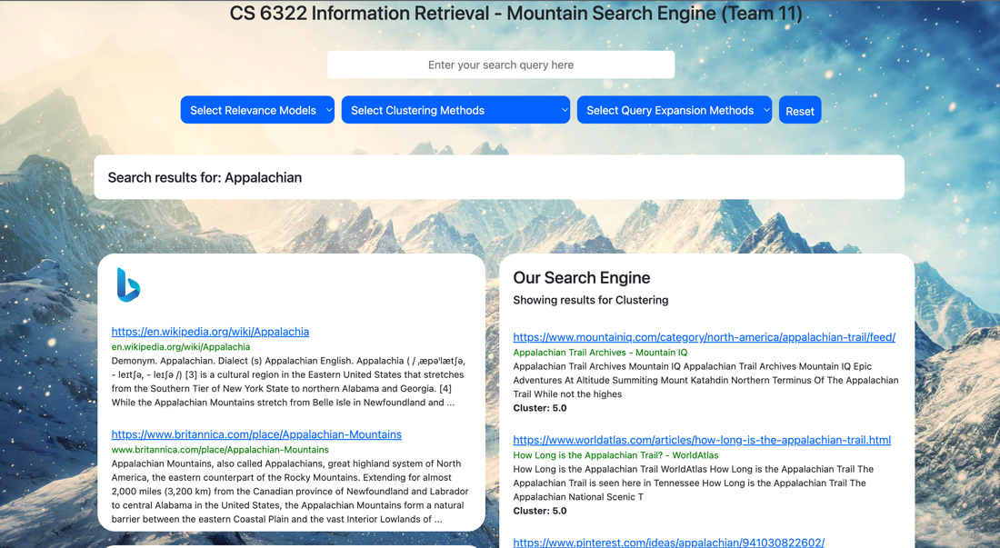 CS 6322 Information Retrieval - Mountain Search Engine (Team 11)
Enter your search query here
Select Relevance Models
Select Clustering Methods
Select Query Expansion Methods
Reset
Search results for: Appalachian
https://en.wikipedia.org/wiki/Appalachia
en.wikipedia.org/wiki/Appalachia
Demonym. Appalachian. Dialect (s) Appalachian English. Appalachia ( / ˌæpəˈlætʃə,
- leɪtʃə, - leɪʃə /) [3] is a cultural region in the Eastern United States that stretches
from the Southern Tier of New York State to northern Alabama and Georgia. [4]
While the Appalachian Mountains stretch from Belle Isle in Newfoundland and ...
https://www.britannica.com/place/Appalachian-Mountains
www.britannica.com/place/Appalachian-Mountains
Appalachian Mountains, also called Appalachians, great highland system of North
America, the eastern counterpart of the Rocky Mountains. Extending for almost
2,000 miles (3,200 km) from the Canadian province of Newfoundland and Labrador
to central Alabama in the United States, the Appalachian Mountains form a natural
barrier between the eastern Coastal Plain and the vast Interior Lowlands of ...
Our Search Engine
Showing results for Clustering
https://www.mountainiq.com/category/north-america/appalachian-trail/feed/
Appalachian Trail Archives - Mountain IQ
Appalachian Trail Archives Mountain IQ Appalachian Trail Archives Mountain IQ Epic
Adventures At Altitude Summiting Mount Katahdin Northern Terminus Of The Appalachian
Trail While not the highes
Cluster: 5.0
https://www.worldatlas.com/articles/how-long-is-the-appalachian-trail.html
How Long is the Appalachian Trail? - WorldAtlas
How Long is the Appalachian Trail WorldAtlas How Long is the Appalachian Trail The
Appalachian Trail is seen here in Tennessee How Long is the Appalachian Trail The
Appalachian National Scenic T
Cluster: 5.0
https://www.pinterest.com/ideas/appalachian/941030822602/